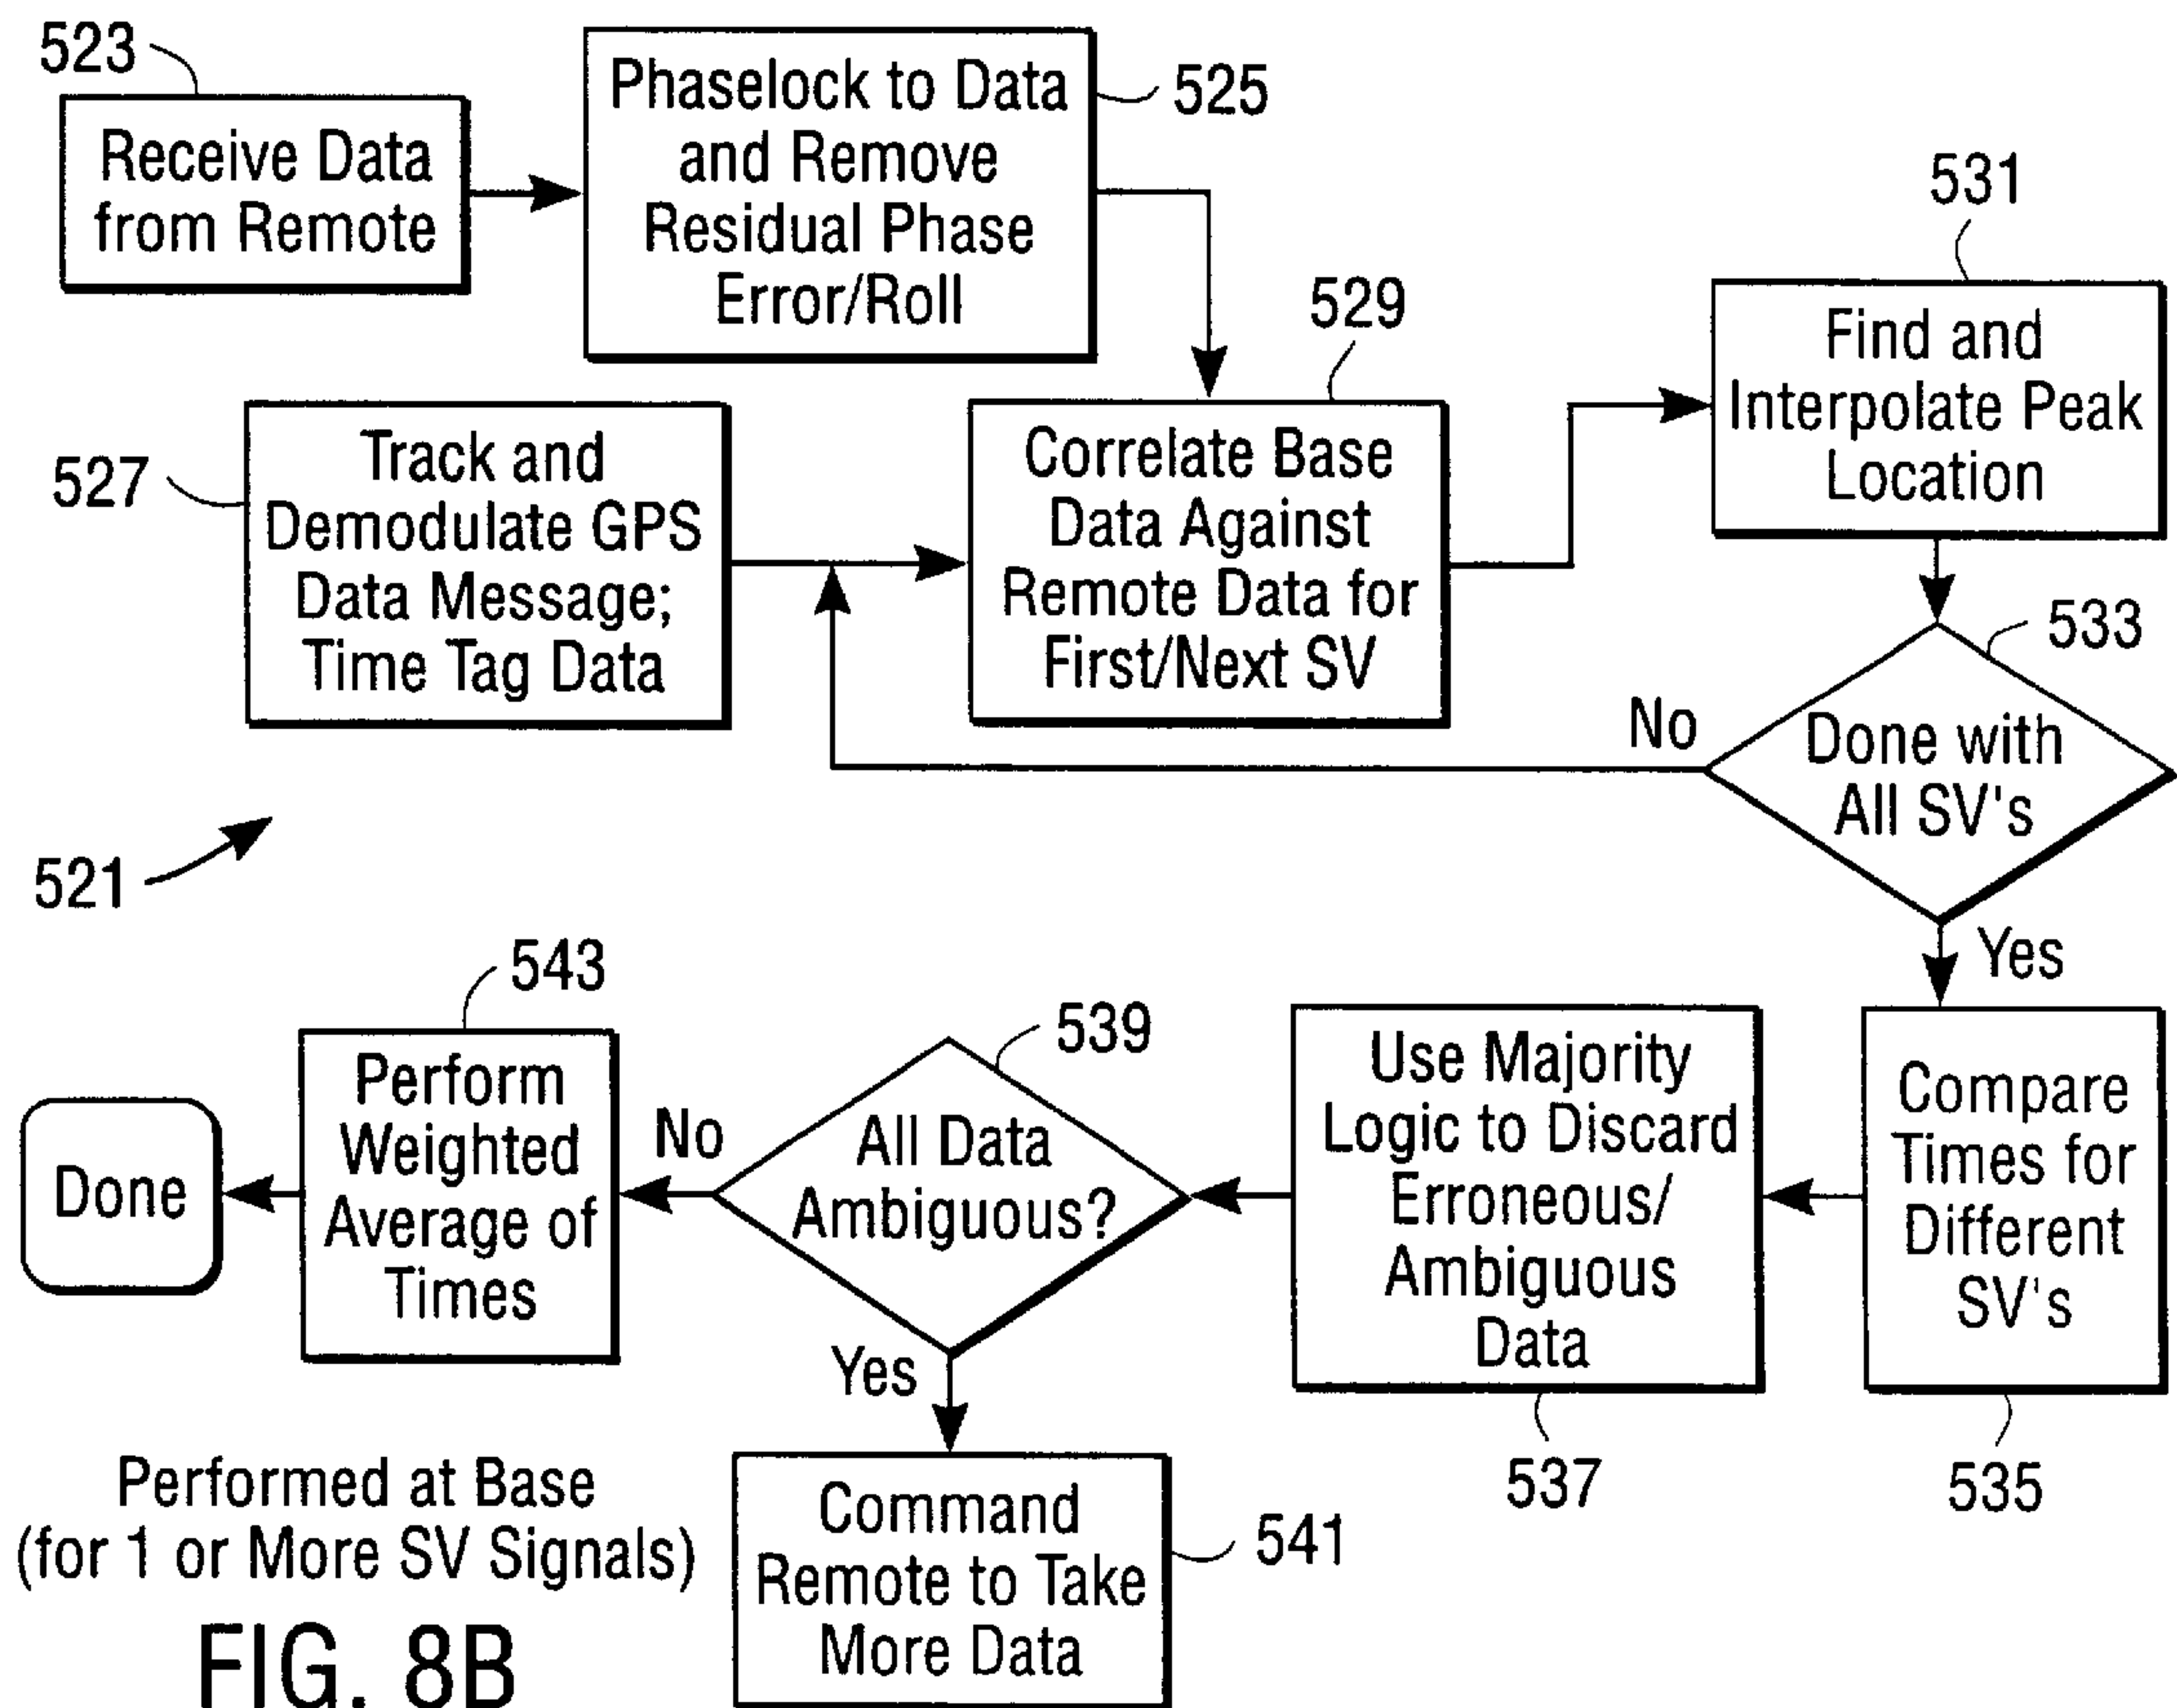 523
Receive Data
from Remote
Phaselock to Data
and Remove
Residual Phase
Error/Roll
525
527
Track and
Demodulate GPS
Data Message;
Time Tag Data
529
Correlate Base
Data Against
Remote Data for
First/Next SV
531
Find and
Interpolate Peak
Location
533
Done with
All SV's
No
Yes
521
Compare
Times for
Different
SV's
535
Use Majority
Logic to Discard
Erroneous/
Ambiguous
Data
537
539
All Data
Ambiguous?
No
Yes
543
Perform
Weighted
Average of
Times
Done
Command
Remote to Take
More Data
541
Performed at Base
(for 1 or More SV Signals)
FIG. 8B